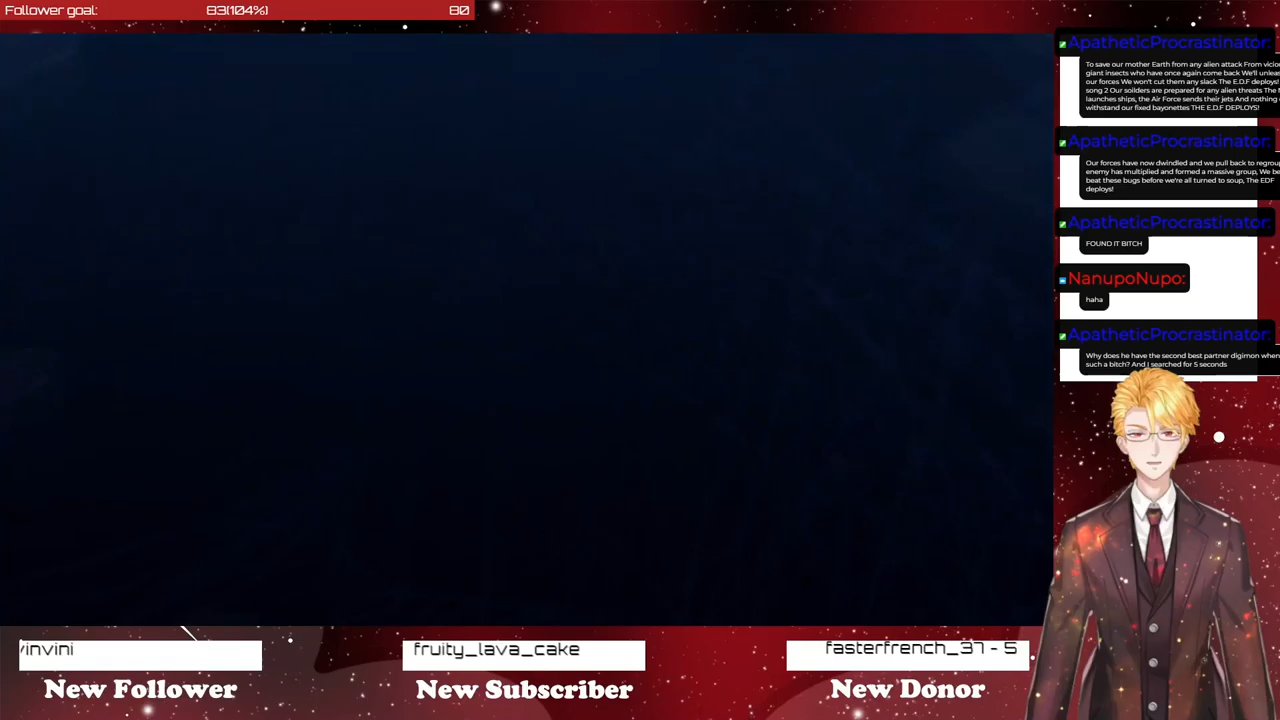 Follower goal: 83(104%) 80
ApatheticProcrastinator:
To save our mother Earth from any alien attack From vicio
giant insects who have once again come back We'll unleas
our forces We won't cut them any slack The E.D.F deploys!
song 2 Our soilders are prepared for any alien threats The N
launches ships, the Air Force sends their jets And nothing
withstand our fixed bayonettes THE E.D.F DEPLOYS!
ApatheticProcrastinator:
Our forces have now dwindled and we pull back to regroup
enemy has multiplied and formed a massive group, We be
beat these bugs before we're all turned to soup, The EDF
deploys!
ApatheticProcrastinator:
FOUND IT BITCH
NanupoNupo:
haha
ApatheticProcrastinator:
Why does he have the second best partner digimon when
such a bitch? And I searched for 5 seconds
vinvini
fruity_lava_cake
fasterfrench_37 - 5
New Follower
New Subscriber
New Donor